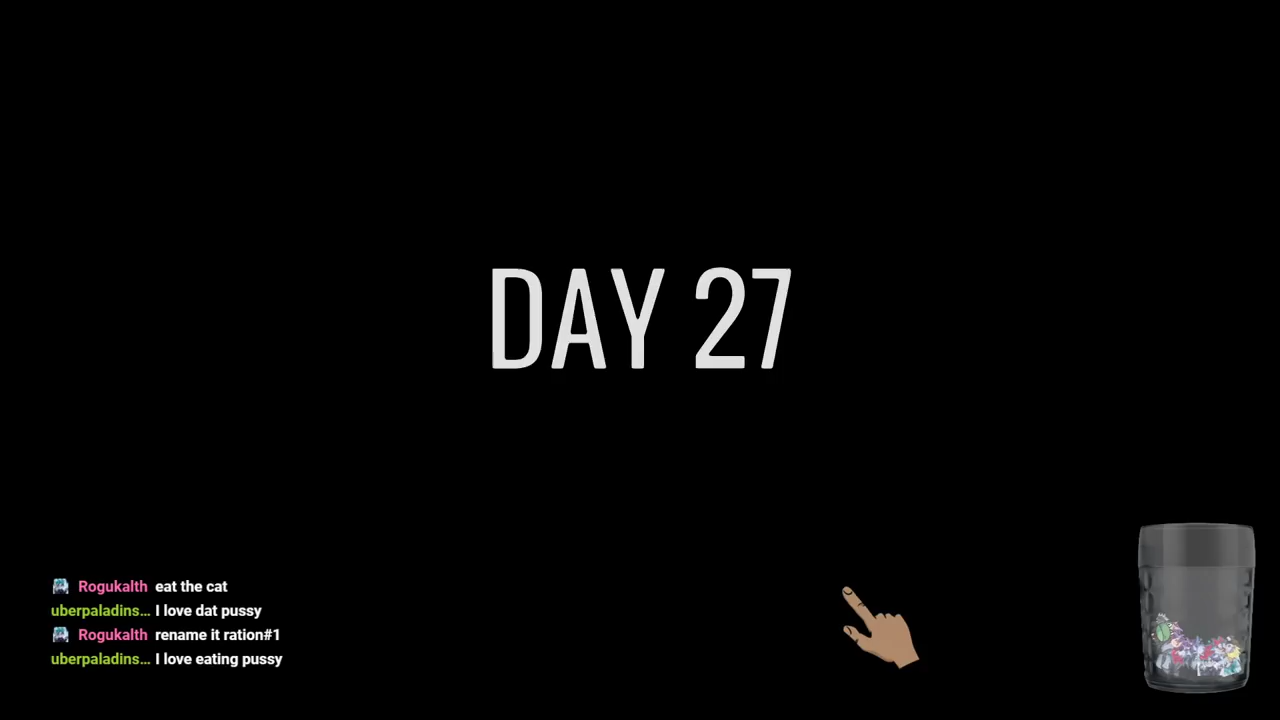 DAY 27
Rogukalth eat the cat
uberpaladins… I love dat pussy
Rogukalth rename it ration#1
uberpaladins… I love eating pussy